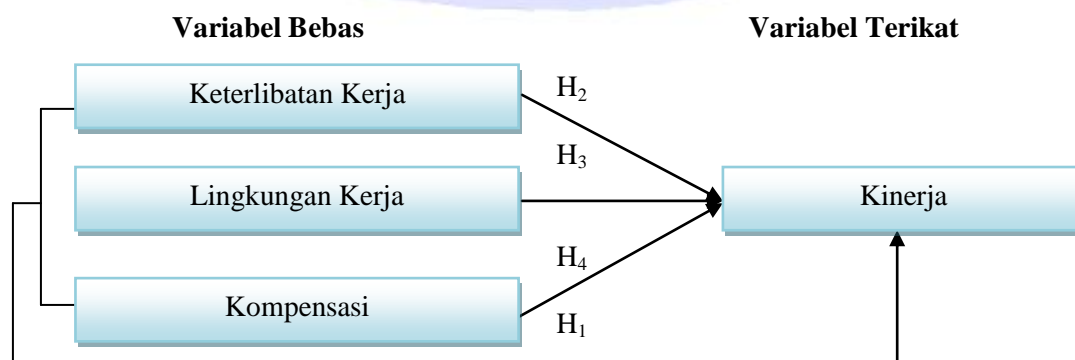 Variabel Bebas Variabel Terikat
Keterlibatan Kerja
H₂
H₃
Lingkungan Kerja
Kinerja
H₄
Kompensasi
H₁